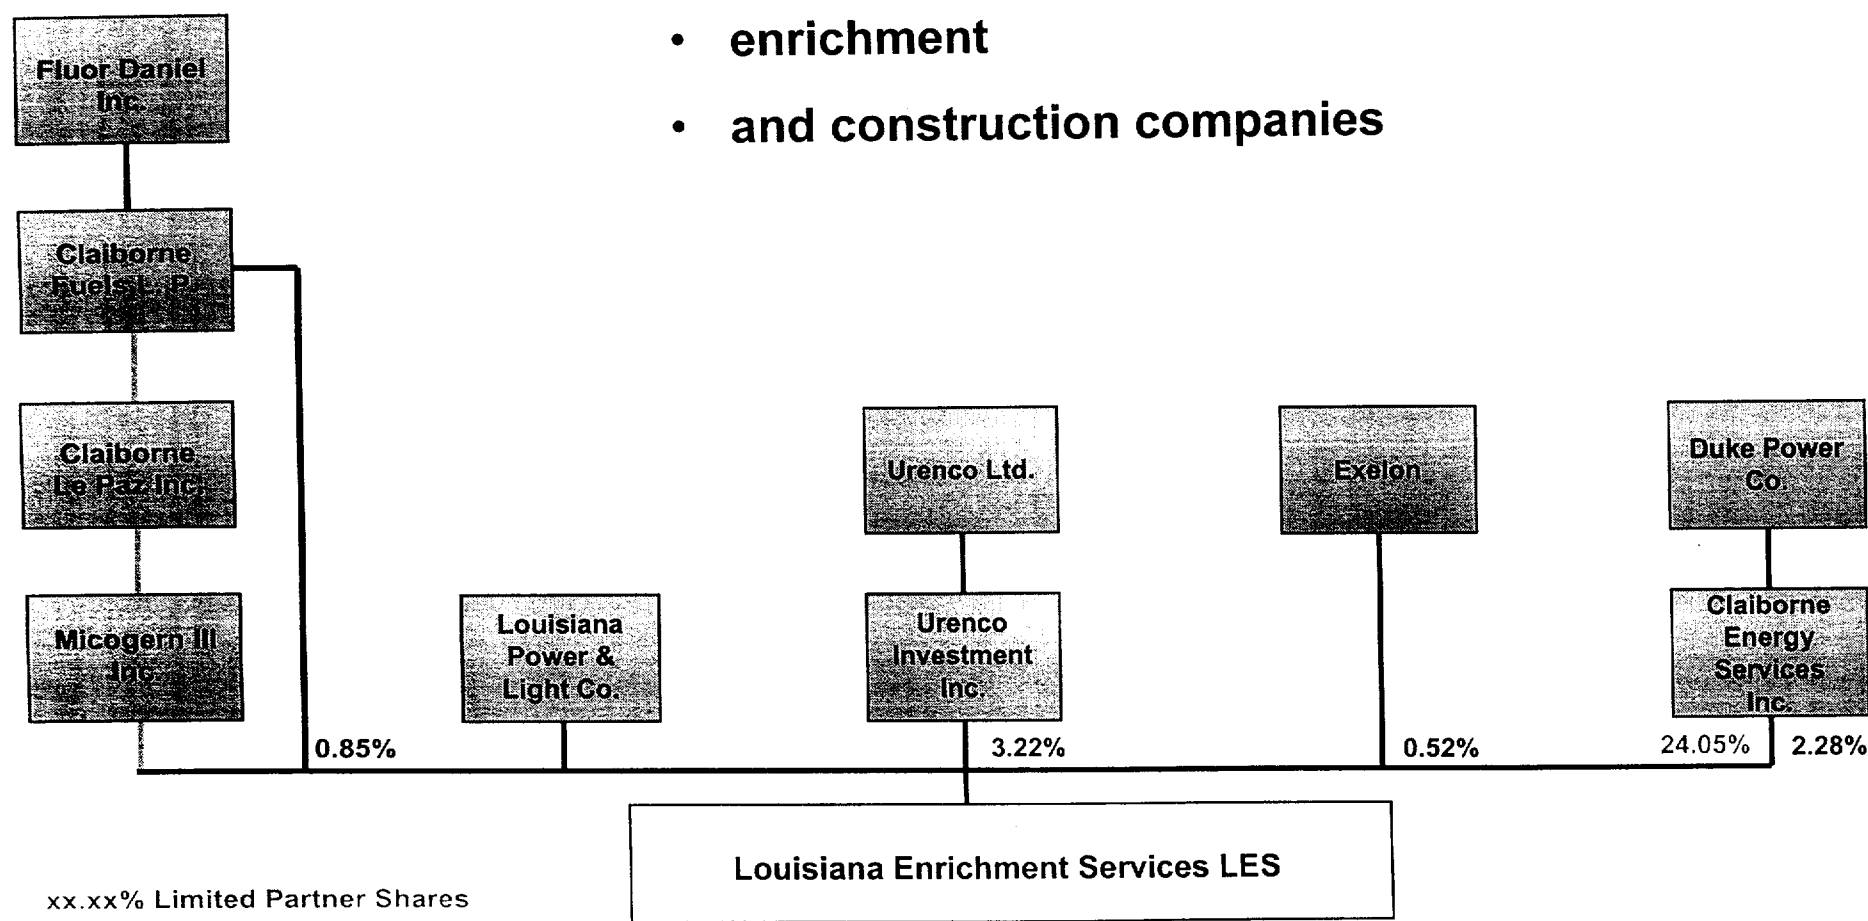 • enrichment
• and construction companies
Fluor Daniel
Inc.
Claiborne
Fuels L. P.
Claiborne
Le Paz Inc.
Micogern III
Inc.
Louisiana
Power &
Light Co.
Urenco Ltd.
Urenco
Investment
Inc.
Exelon
Duke Power
Co.
Claiborne
Energy
Services
Inc.
0.85%
3.22%
0.52%
24.05%
2.28%
Louisiana Enrichment Services LES
xx.xx% Limited Partner Shares